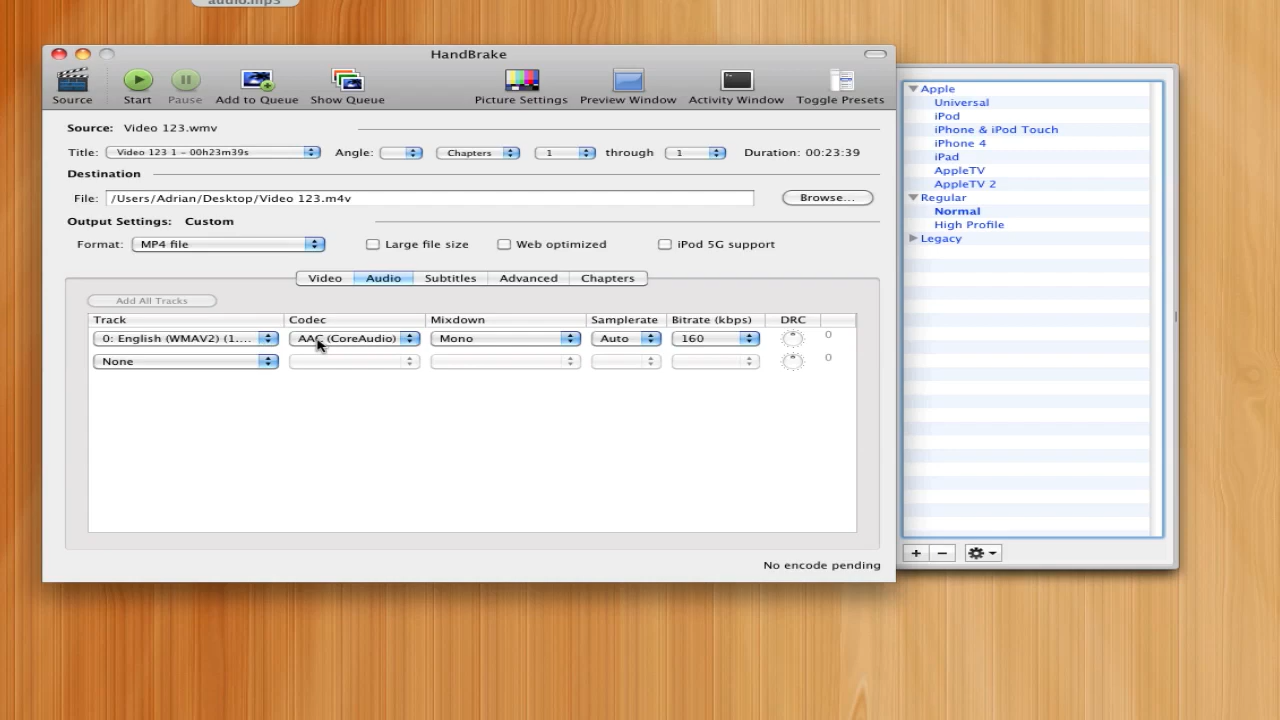 audio.mp3
HandBrake
Source Start Pause Add to Queue Show Queue Picture Settings Preview Window Activity Window Toggle Presets
Source: Video 123.wmv
Title: Video 123 1 - 00h23m39s Angle: Chapters 1 through 1 Duration: 00:23:39
Destination
File: /Users/Adrian/Desktop/Video 123.m4v Browse...
Output Settings: Custom
Format: MP4 file Large file size Web optimized iPod 5G support
Video Audio Subtitles Advanced Chapters
Add All Tracks
Track Codec Mixdown Samplerate Bitrate (kbps) DRC
0: English (WMAV2) (1.... AAC (CoreAudio) Mono Auto 160 0
None 0
No encode pending
Apple
Universal
iPod
iPhone & iPod Touch
iPhone 4
iPad
AppleTV
AppleTV 2
Regular
Normal
High Profile
Legacy